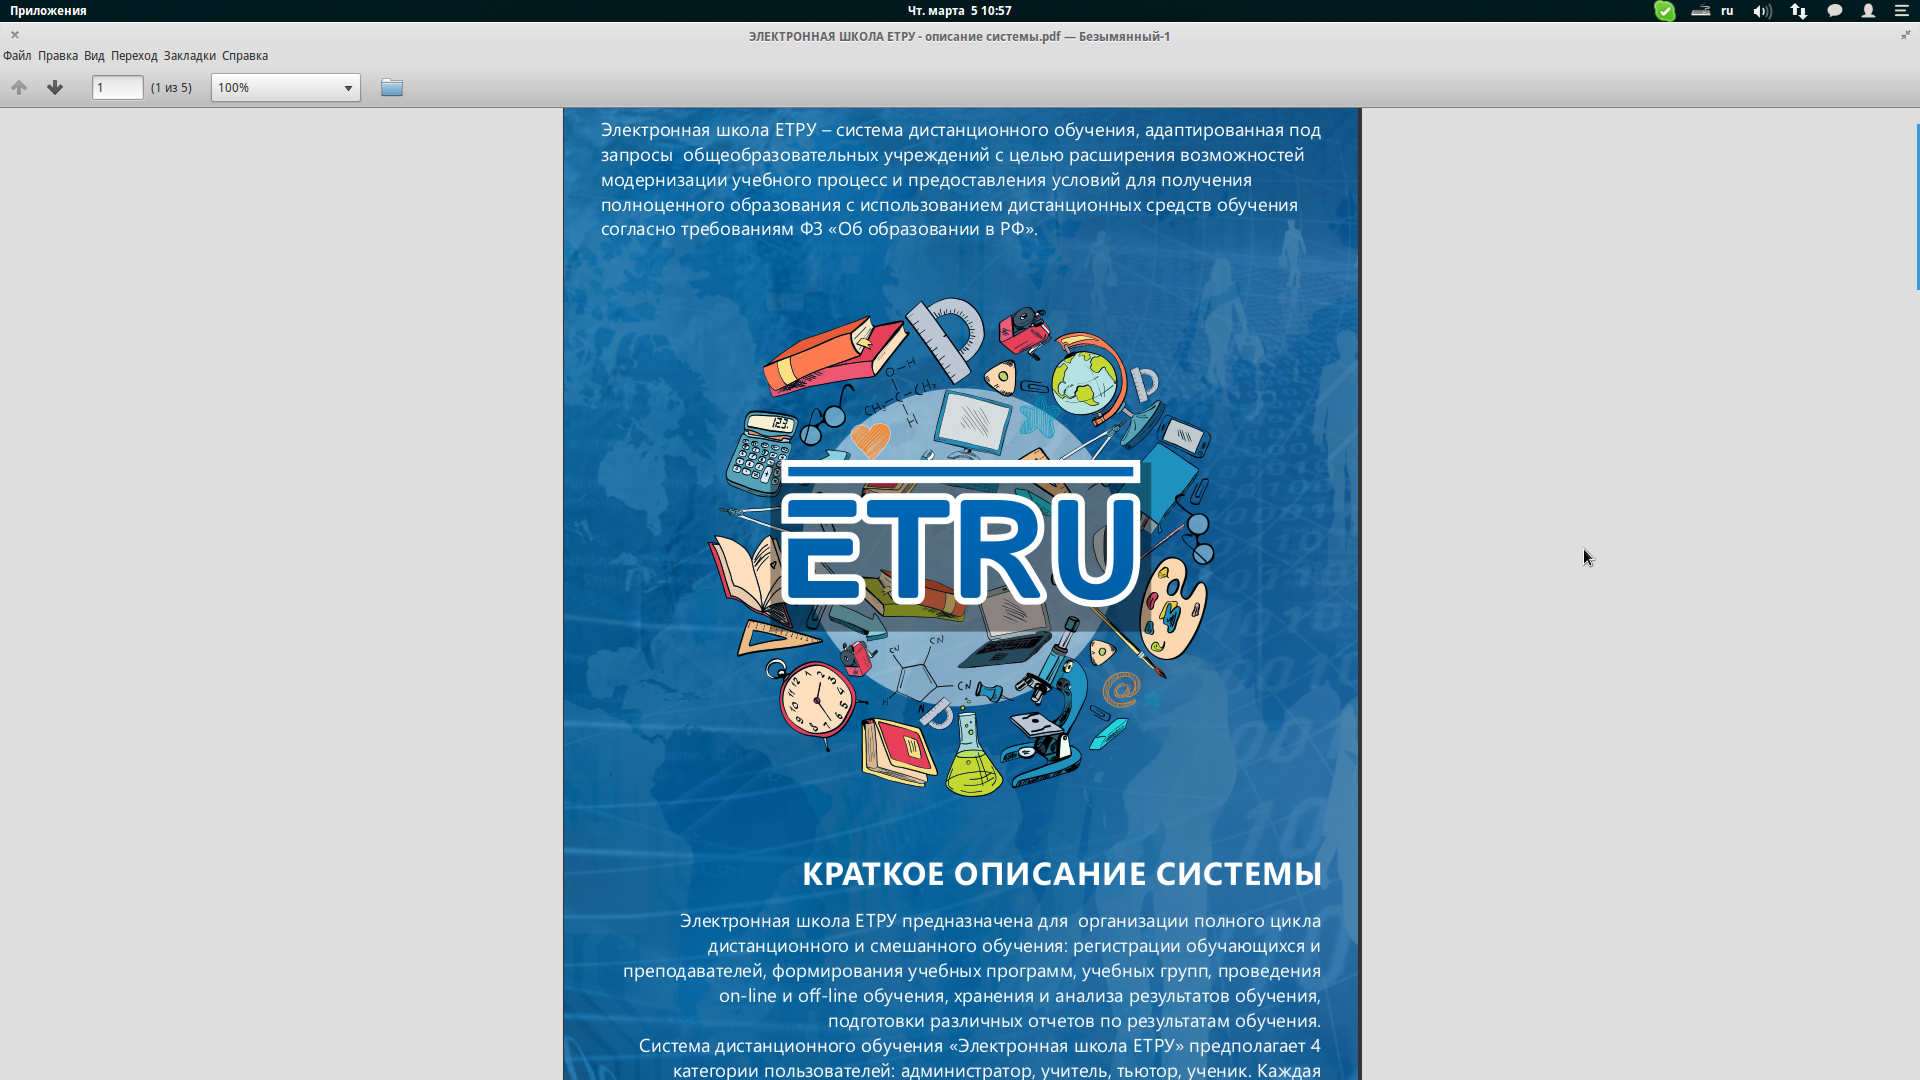 Приложения
Чт. марта 5 10:57
ru
ЭЛЕКТРОННАЯ ШКОЛА ЕТРУ - описание системы.pdf — Безымянный-1
Файл Правка Вид Переход Закладки Справка
1 (1 из 5) 100%
Электронная школа ЕТРУ – система дистанционного обучения, адаптированная под
запросы общеобразовательных учреждений с целью расширения возможностей
модернизации учебного процесс и предоставления условий для получения
полноценного образования с использованием дистанционных средств обучения
согласно требованиям ФЗ «Об образовании в РФ».
ETRU
КРАТКОЕ ОПИСАНИЕ СИСТЕМЫ
Электронная школа ЕТРУ предназначена для организации полного цикла
дистанционного и смешанного обучения: регистрации обучающихся и
преподавателей, формирования учебных программ, учебных групп, проведения
on-line и off-line обучения, хранения и анализа результатов обучения,
подготовки различных отчетов по результатам обучения.
Система дистанционного обучения «Электронная школа ЕТРУ» предполагает 4
категории пользователей: администратор, учитель, тьютор, ученик. Каждая